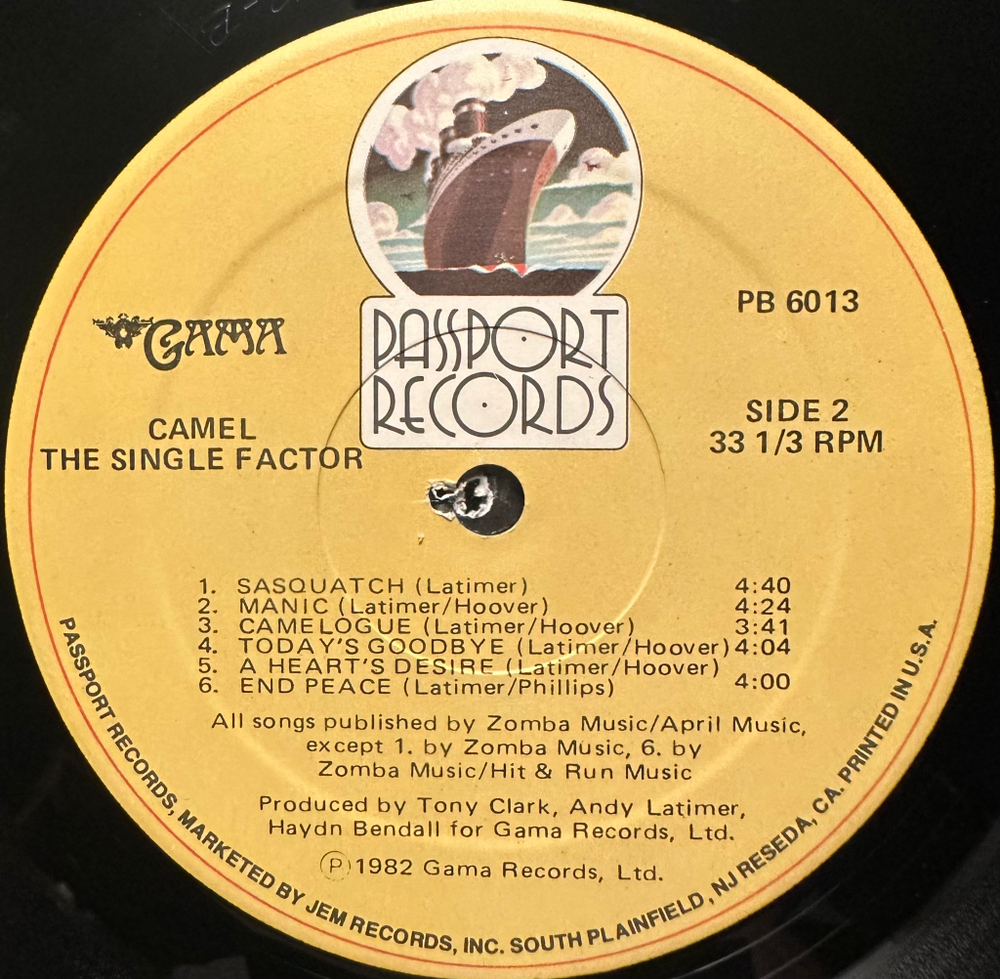 PASSPORT
RECORDS
GAMA
PB 6013
CAMEL
THE SINGLE FACTOR
SIDE 2
33 1/3 RPM
1. SASQUATCH (Latimer) 4:40
2. MANIC (Latimer/Hoover) 4:24
3. CAMELOGUE (Latimer/Hoover) 3:41
4. TODAY'S GOODBYE (Latimer/Hoover) 4:04
5. A HEART'S DESIRE (Latimer/Hoover)
6. END PEACE (Latimer/Phillips) 4:00
All songs published by Zomba Music/April Music,
except 1. by Zomba Music, 6. by
Zomba Music/Hit & Run Music
Produced by Tony Clark, Andy Latimer,
Haydn Bendall for Gama Records, Ltd.
Ⓟ 1982 Gama Records, Ltd.
PASSPORT RECORDS, MARKETED BY JEM RECORDS, INC. SOUTH PLAINFIELD, NJ RESEDA, CA. PRINTED IN U.S.A.